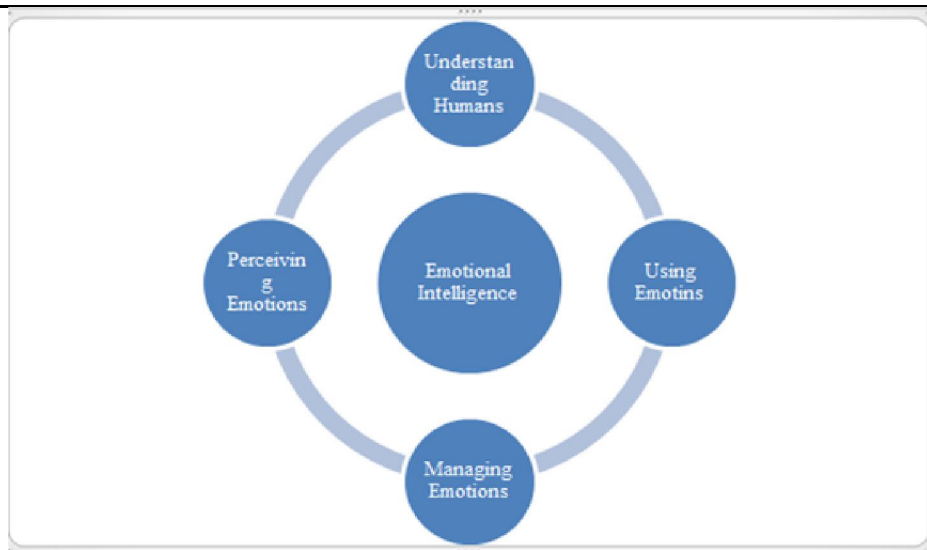 Understan
ding
Humans
Perceivin
g
Emotions
Emotional
Intelligence
Using
Emotins
Managing
Emotions